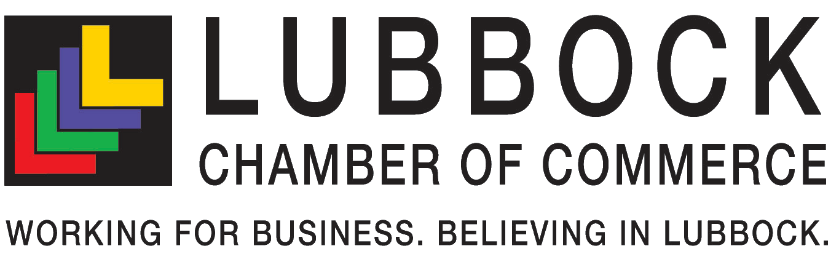 LUBBOCK
CHAMBER OF COMMERCE
WORKING FOR BUSINESS. BELIEVING IN LUBBOCK.